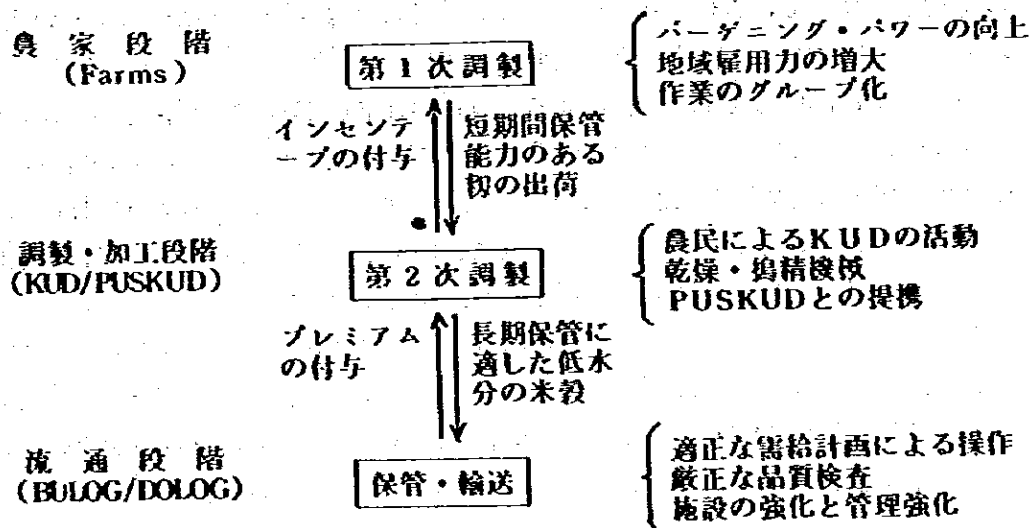 農家段階
(Farms)
第1次調製
バーゲニング・パワーの向上
地域雇用力の増大
作業のグループ化
インセンテ
ーブの付与
短期間保管
能力のある
籾の出荷
調製・加工段階
(KUD/PUSKUD)
第2次調製
農民によるKUDの活動
乾燥・搗精機械
PUSKUDとの提携
プレミアム
の付与
長期保管に
適した低水
分の米穀
流通段階
(BULOG/DOLOG)
保管・輸送
適正な需給計画による操作
厳正な品質検査
施設の強化と管理強化